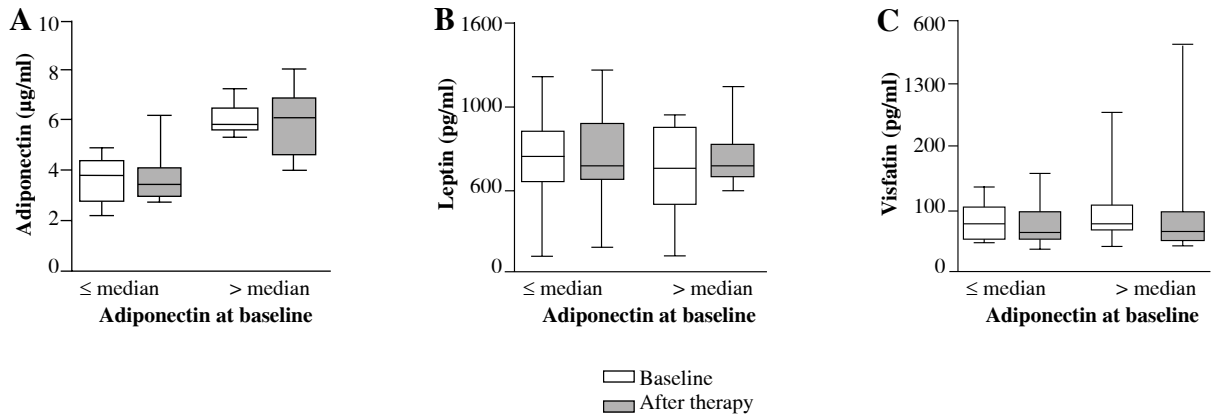 A
Adiponectin (µg/ml)
10
8
6
4
2
0
≤ median
> median
Adiponectin at baseline
B
Leptin (pg/ml)
1600
1000
600
0
≤ median
> median
Adiponectin at baseline
C
Visfatin (pg/ml)
600
1300
200
100
0
≤ median
> median
Adiponectin at baseline
Baseline
After therapy